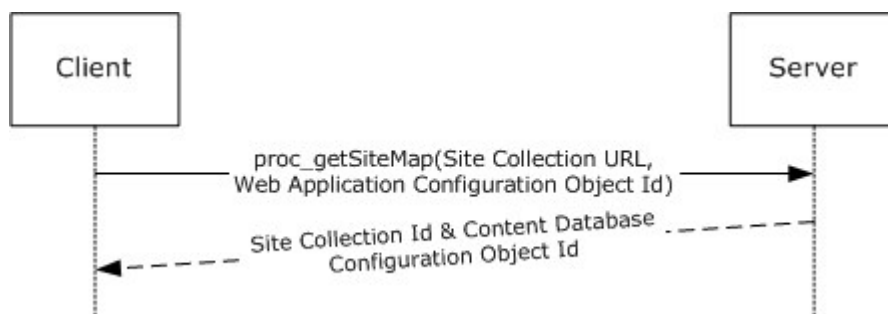 Client
Server
proc_getSiteMap(Site Collection URL,
Web Application Configuration Object Id)
Site Collection Id & Content Database
Configuration Object Id